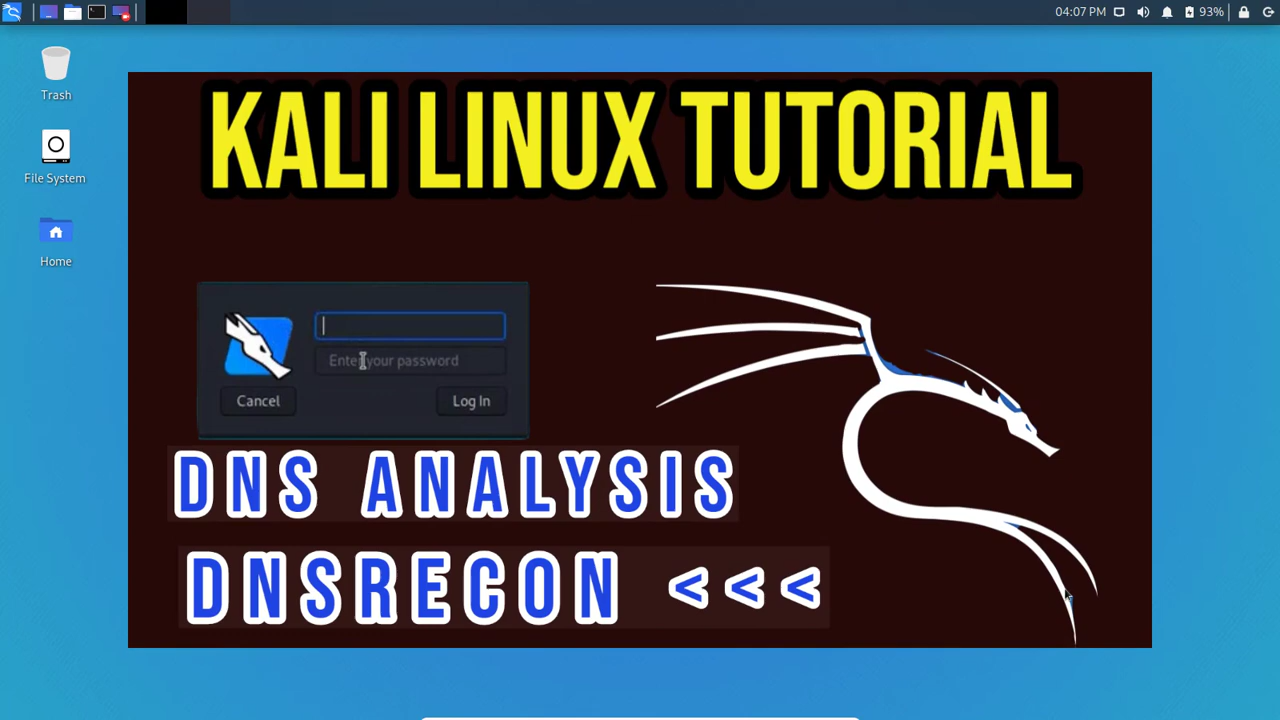 04:07 PM 93%
Trash
File System
Home
KALI LINUX TUTORIAL
Enter your password
Cancel Log In
DNS ANALYSIS
DNSRECON <<<